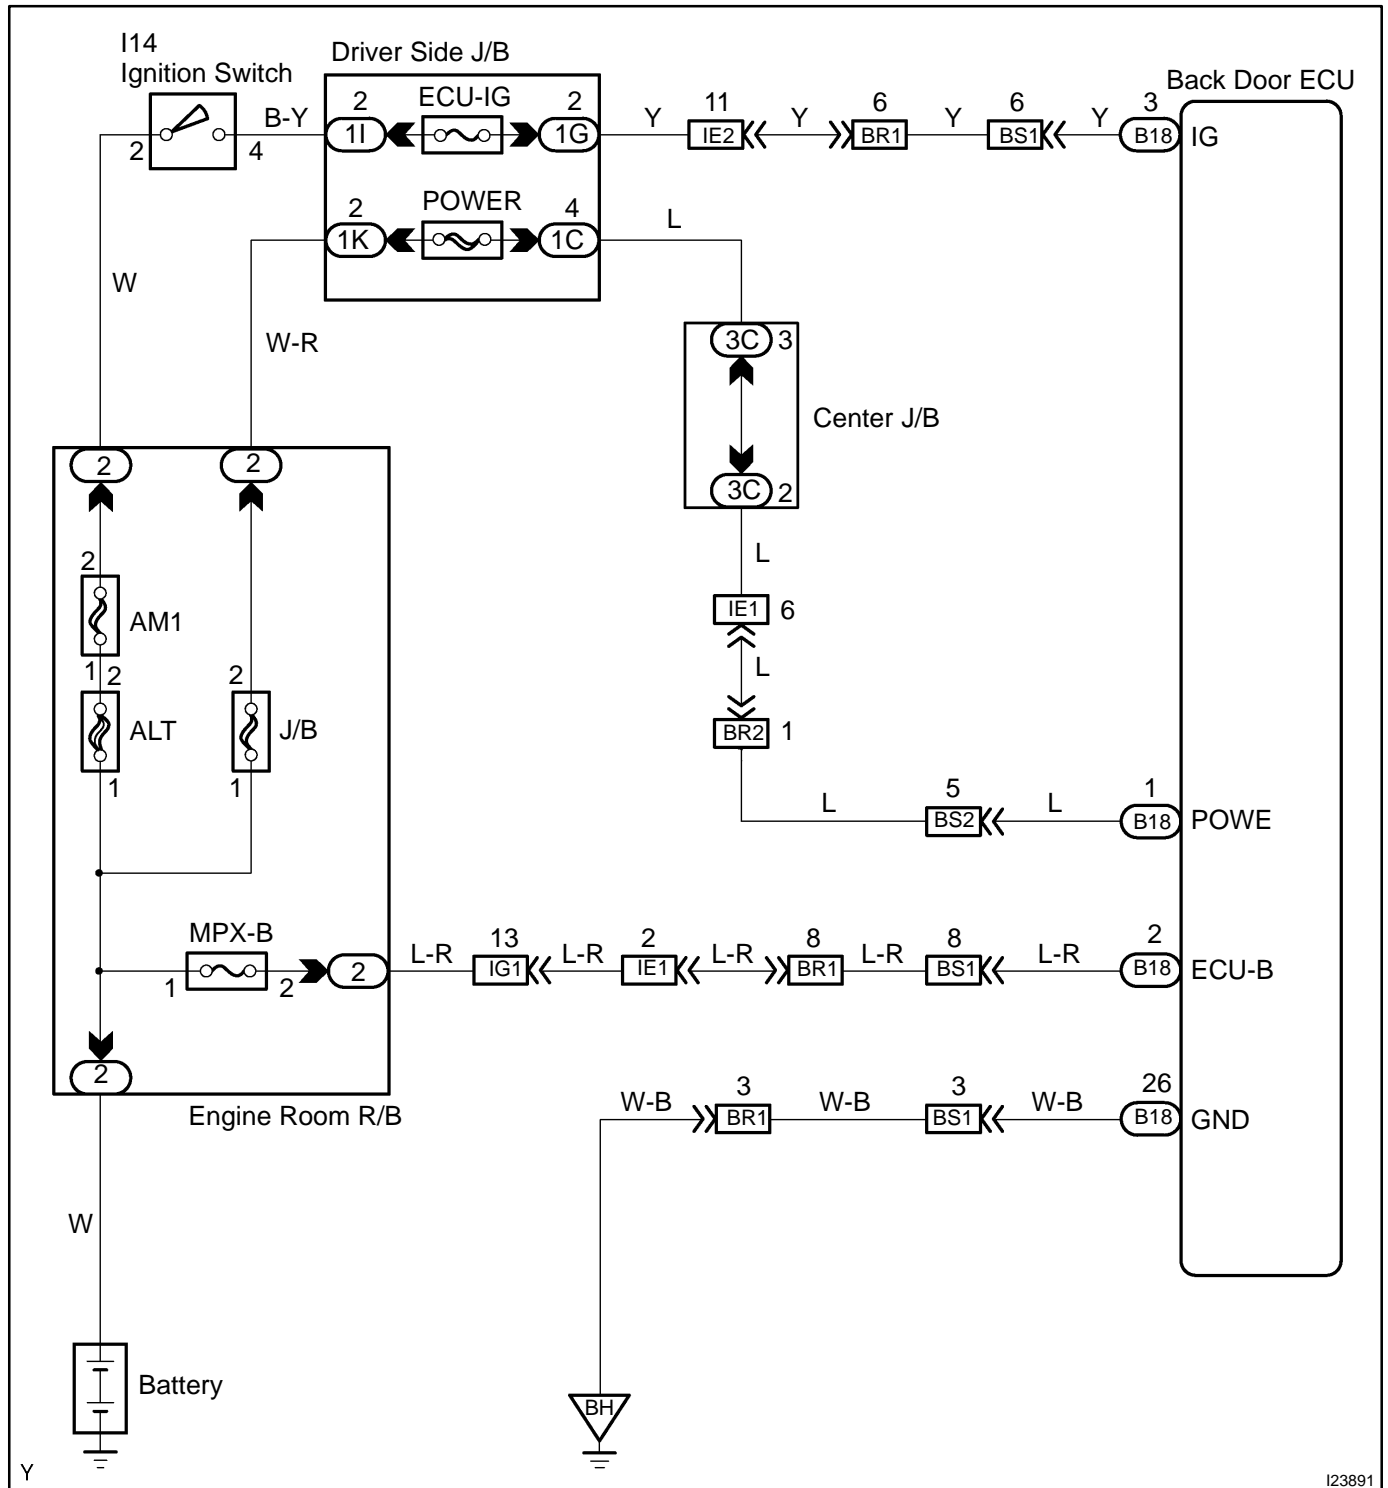 I14
Ignition Switch
Driver Side J/B
Back Door ECU
2 ECU-IG 2
11 6 6 3
B-Y 1I 1G Y IE2 Y BR1 Y BS1 Y B18 IG
2 4
2 POWER 4
1K 1C L
W
W-R
3C 3
Center J/B
3C 2
2 2
L
2
AM1
IE1 6
1 2
L
2
ALT J/B
BR2 1
1 1
5 1
L BS2 L B18 POWE
MPX-B
13 2 8 8 2
L-R IG1 L-R IE1 L-R BR1 L-R BS1 L-R B18 ECU-B
1 2 2
2
Engine Room R/B
3 3 26
W-B BR1 W-B BS1 W-B B18 GND
W
Battery
BH
Y
I23891